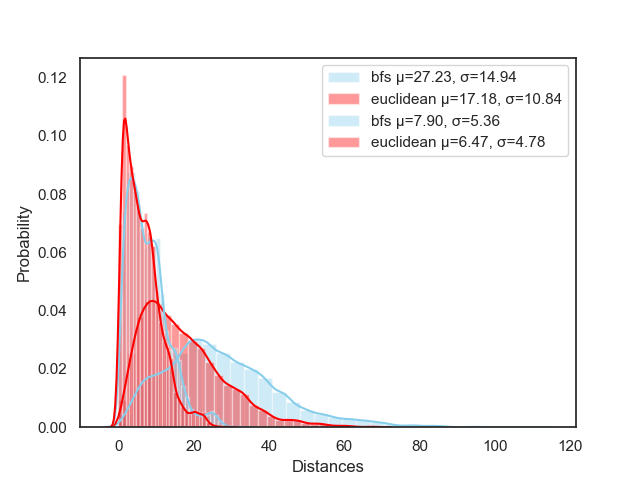 bfs μ=27.23, σ=14.94
euclidean μ=17.18, σ=10.84
bfs μ=7.90, σ=5.36
euclidean μ=6.47, σ=4.78
0.12
0.10
0.08
0.06
0.04
0.02
0.00
Probability
0 20 40 60 80 100 120
Distances